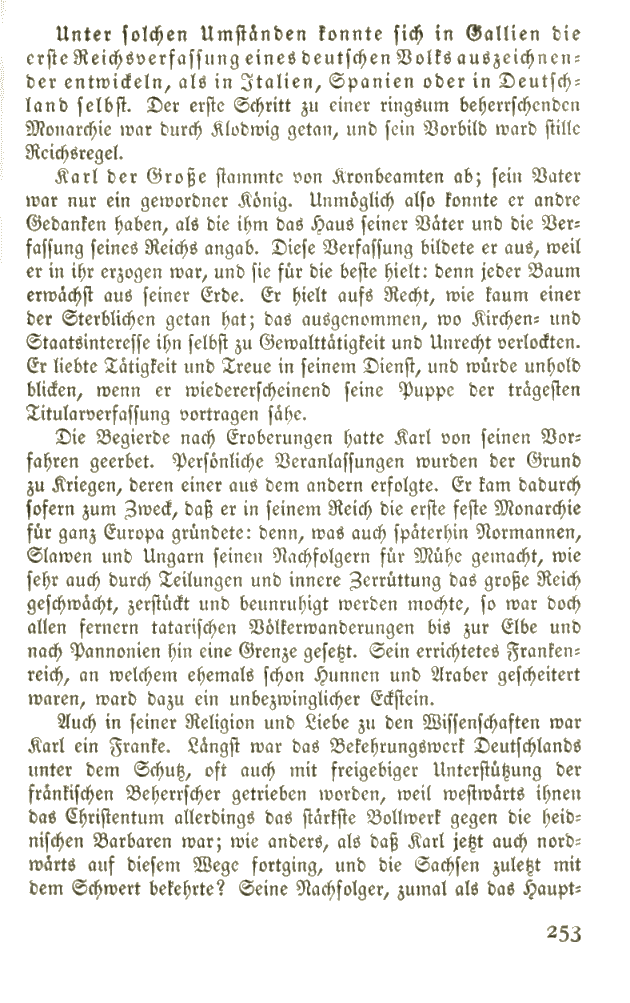 Unter solchen Umständen konnte sich in Gallien die
erste Reichsverfassung eines deutschen Volks auszeichnen-
der entwickeln, als in Italien, Spanien oder in Deutsch-
land selbst. Der erste Schritt zu einer ringsum beherrschenden
Monarchie war durch Klodwig getan, und sein Vorbild ward stille
Reichsregel.
Karl der Große stammte von Kronbeamten ab; sein Vater
war nur ein gewordner König. Unmöglich also konnte er andre
Gedanken haben, als die ihm das Haus seiner Väter und die Ver-
fassung seines Reichs angab. Diese Verfassung bildete er aus, weil
er in ihr erzogen war, und sie für die beste hielt: denn jeder Baum
erwächst aus seiner Erde. Er hielt aufs Recht, wie kaum einer
der Sterblichen getan hat; das ausgenommen, wo Kirchen- und
Staatsinteresse ihn selbst zu Gewalttätigkeit und Unrecht verlockten.
Er liebte Tätigkeit und Treue in seinem Dienst, und würde unhold
blicken, wenn er wiedererscheinend seine Puppe der trägesten
Titularverfassung vortragen sähe.
Die Begierde nach Eroberungen hatte Karl von seinen Vor-
fahren geerbet. Persönliche Veranlassungen wurden der Grund
zu Kriegen, deren einer aus dem andern erfolgte. Er kam dadurch
sofern zum Zweck, daß er in seinem Reich die erste feste Monarchie
für ganz Europa gründete: denn, was auch späterhin Normannen,
Slawen und Ungarn seinen Nachfolgern für Mühe gemacht, wie
sehr auch durch Teilungen und innere Zerrüttung das große Reich
geschwächt, zerstückt und beunruhigt werden mochte, so war doch
allen fernern tatarischen Völkerwanderungen bis zur Elbe und
nach Pannonien hin eine Grenze gesetzt. Sein errichtetes Franken-
reich, an welchem ehemals schon Hunnen und Araber gescheitert
waren, ward dazu ein unbezwinglicher Eckstein.
Auch in seiner Religion und Liebe zu den Wissenschaften war
Karl ein Franke. Längst war das Bekehrungswerk Deutschlands
unter dem Schutz, oft auch mit freigebiger Unterstützung der
fränkischen Beherrscher getrieben worden, weil westwärts ihnen
das Christentum allerdings das stärkste Bollwerk gegen die heid-
nischen Barbaren war; wie anders, als daß Karl jetzt auch nord-
wärts auf diesem Wege fortging, und die Sachsen zuletzt mit
dem Schwert bekehrte? Seine Nachfolger, zumal als das Haupt-
253